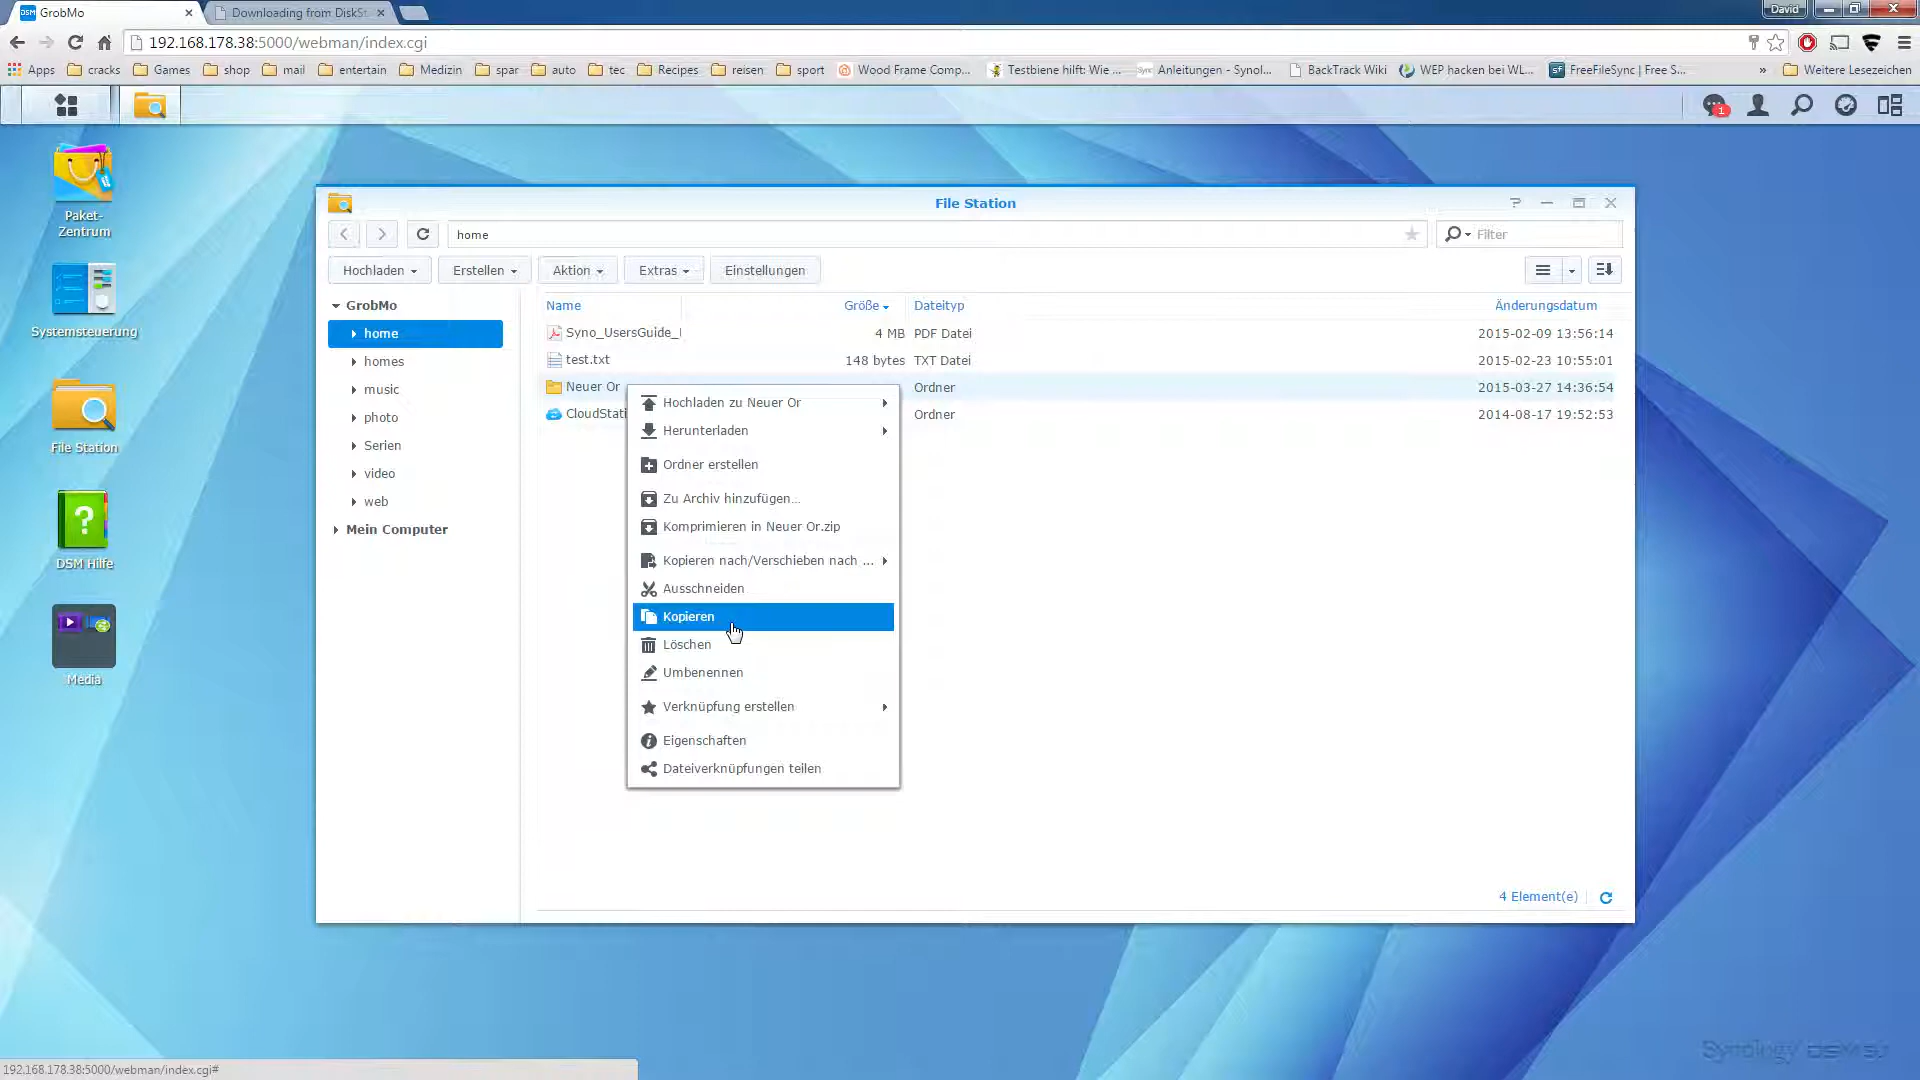 DSM GrobMo
Downloading from DiskSt
David
192.168.178.38:5000/webman/index.cgi
Apps cracks Games shop mail entertain Medizin spar auto tec Recipes reisen sport Wood Frame Comp... Testbiene hilft: Wie ... Anleitungen - Synol... BackTrack Wiki WEP hacken bei WL... FreeFileSync | Free S... » Weitere Lesezeichen
1
Paket-
Zentrum
Systemsteuerung
File Station
DSM Hilfe
Media
File Station
home
Filter
Hochladen Erstellen Aktion Extras Einstellungen
GrobMo
home
homes
music
photo
Serien
video
web
Mein Computer
Name Größe Dateityp Änderungsdatum
Syno_UsersGuide_ 4 MB PDF Datei 2015-02-09 13:56:14
test.txt 148 bytes TXT Datei 2015-02-23 10:55:01
Neuer Or Ordner 2015-03-27 14:36:54
CloudStati Ordner 2014-08-17 19:52:53
Hochladen zu Neuer Or
Herunterladen
Ordner erstellen
Zu Archiv hinzufügen...
Komprimieren in Neuer Or.zip
Kopieren nach/Verschieben nach ...
Ausschneiden
Kopieren
Löschen
Umbenennen
Verknüpfung erstellen
Eigenschaften
Dateiverknüpfungen teilen
4 Element(e)
Synology DSM 5.1
192.168.178.38:5000/webman/index.cgi#